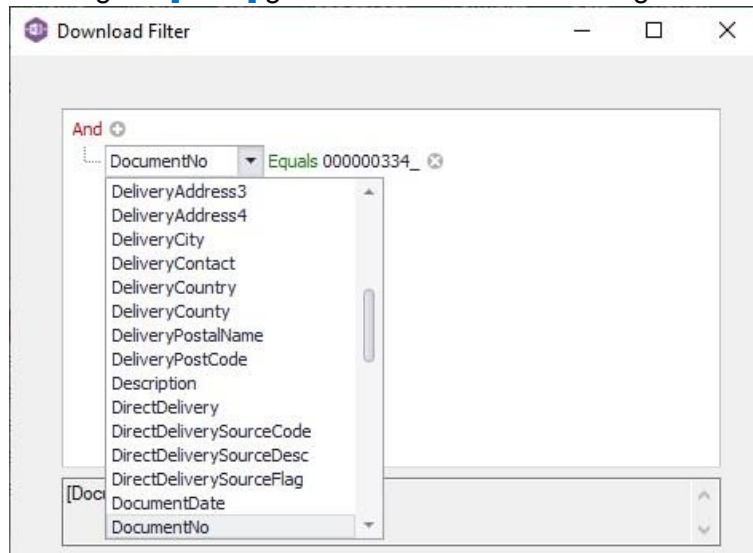 Download Filter
And
DocumentNo Equals 000000334_
DeliveryAddress3
DeliveryAddress4
DeliveryCity
DeliveryContact
DeliveryCountry
DeliveryCounty
DeliveryPostalName
DeliveryPostCode
Description
DirectDelivery
DirectDeliverySourceCode
DirectDeliverySourceDesc
DirectDeliverySourceFlag
[Docu
DocumentDate
DocumentNo